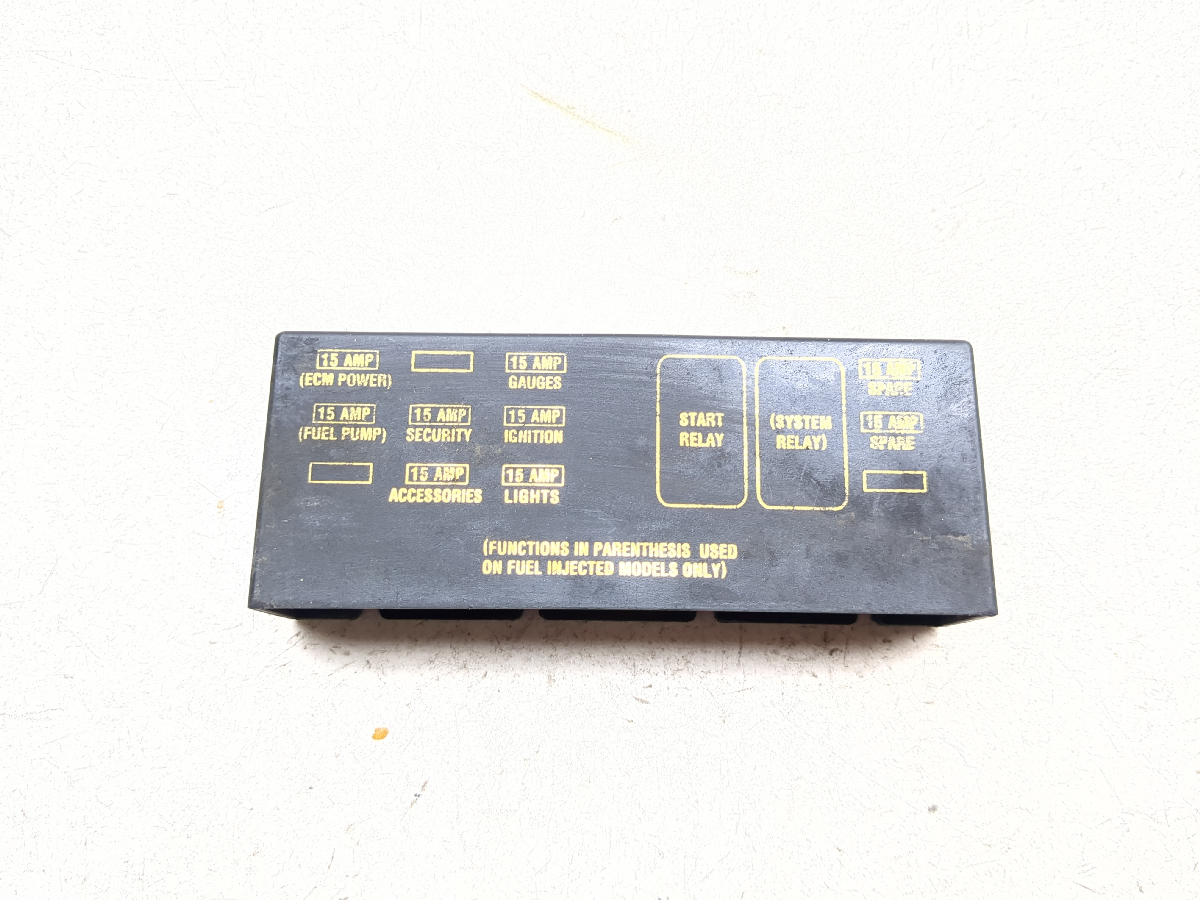 15 AMP
(ECM POWER)
15 AMP
GAUGES
15 AMP
(FUEL PUMP)
15 AMP
SECURITY
15 AMP
IGNITION
15 AMP
ACCESSORIES
15 AMP
LIGHTS
START
RELAY
(SYSTEM
RELAY)
15 AMP
SPARE
15 AMP
SPARE
(FUNCTIONS IN PARENTHESIS USED
ON FUEL INJECTED MODELS ONLY)